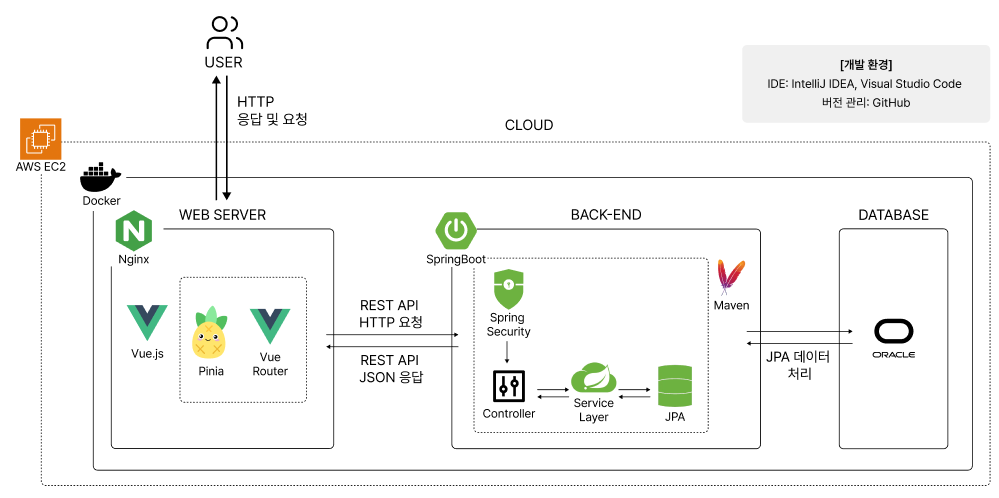 USER
[개발 환경]
IDE: IntelliJ IDEA, Visual Studio Code
버전 관리: GitHub
HTTP
응답 및 요청
CLOUD
AWS EC2
Docker
WEB SERVER
BACK-END
DATABASE
Nginx
SpringBoot
Vue.js
Pinia
Vue
Router
REST API
HTTP 요청
REST API
JSON 응답
Spring
Security
Maven
Controller
Service
Layer
JPA
JPA 데이터
처리
ORACLE